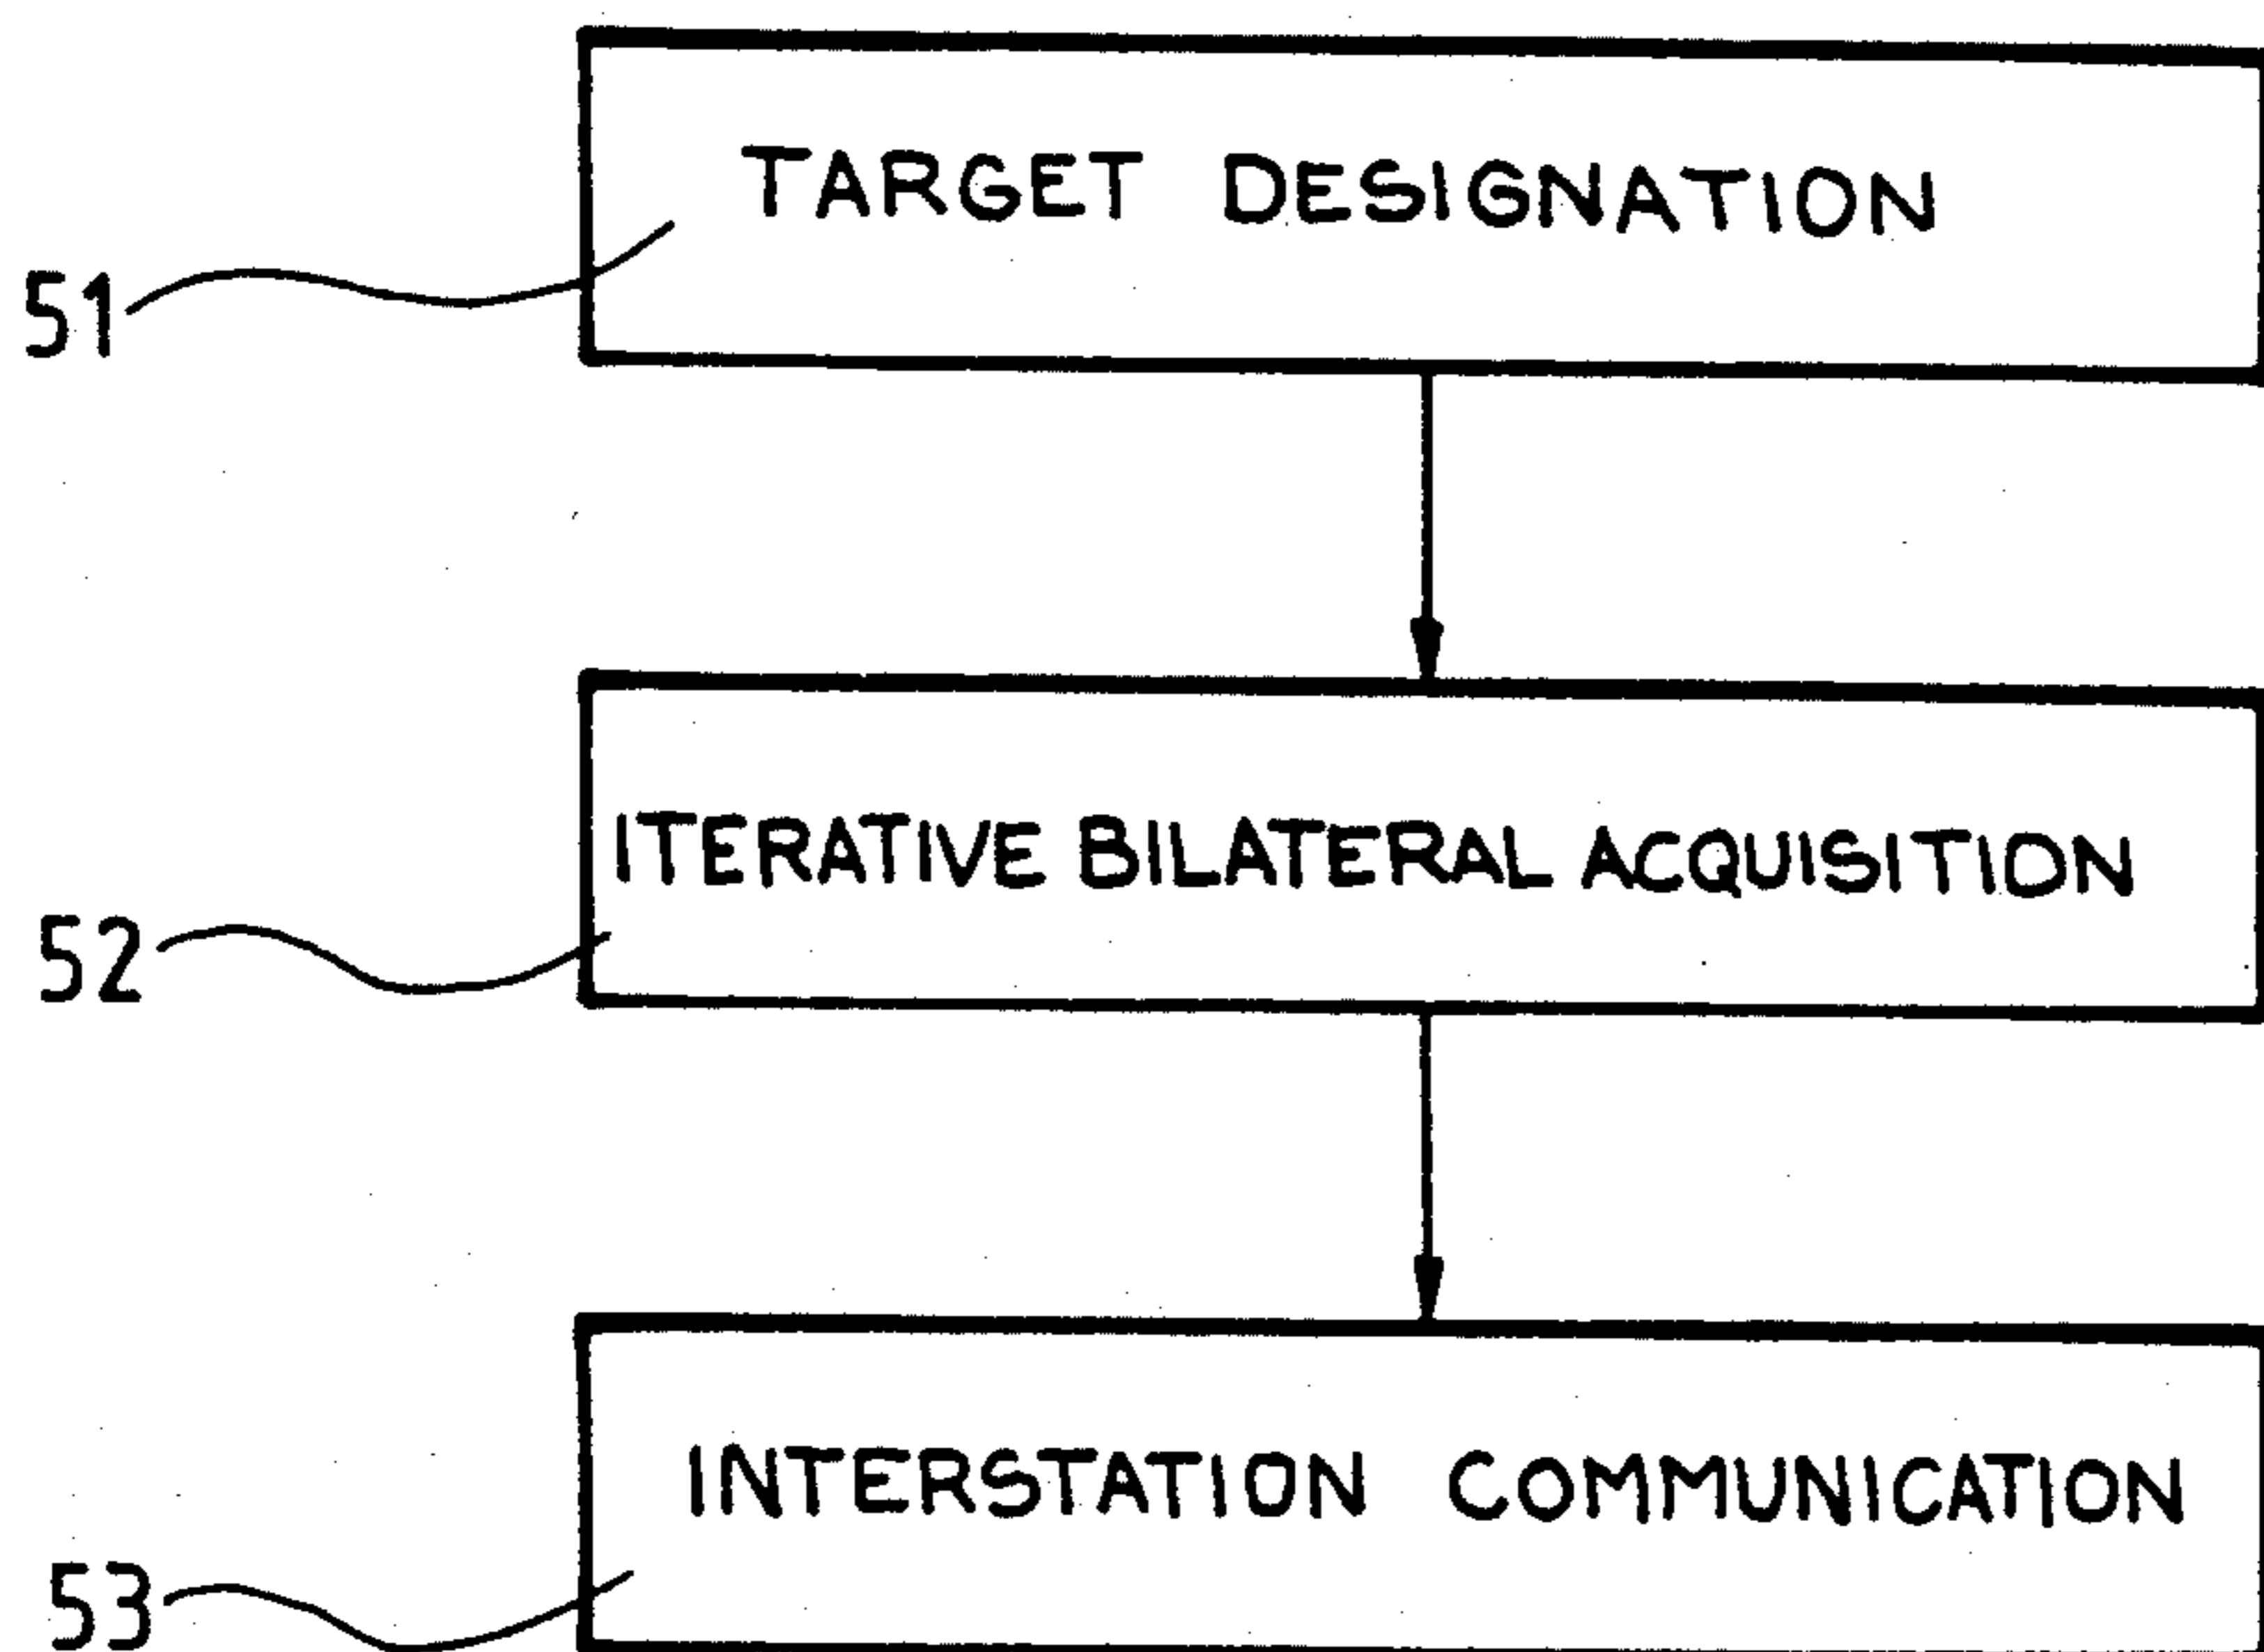 TARGET DESIGNATION
51
ITERATIVE BILATERAL ACQUISITION
52
INTERSTATION COMMUNICATION
53